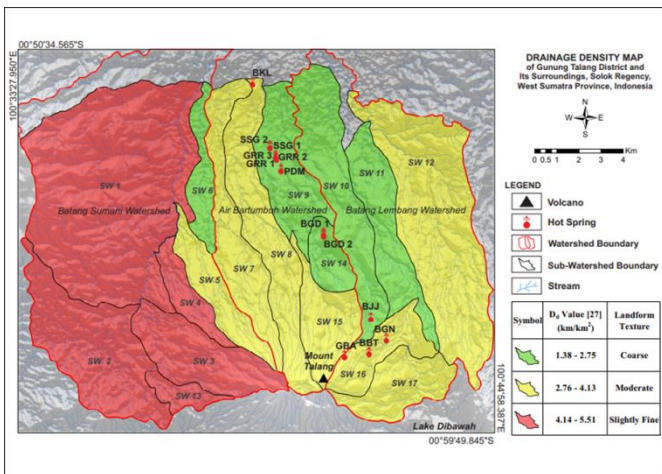 00°50'34.565"S
100°33'27.950"E
DRAINAGE DENSITY MAP
of Gunung Talang District and
Its Surroundings, Solok Regency,
West Sumatra Province, Indonesia
N
W E
S
0 0.5 1 2 3 4 Km
LEGEND
Volcano
Hot Spring
Watershed Boundary
Sub-Watershed Boundary
Stream
Symbol Dd Value [27] (km/km²) Landform Texture
1.38 - 2.75 Coarse
2.76 - 4.13 Moderate
4.14 - 5.51 Slightly Fine
BKL
SSG 2 SSG 1
GRR 3 GRR 2
GRR 1 PDM
SW 1
SW 6
SW 9
SW 10
SW 11
SW 12
Batang Sumani Watershed
Air Bartumbuh Watershed
Batang Lembang Watershed
BGD 1
BGD 2
SW 5
SW 7
SW 8
SW 14
SW 4
SW 15
BJJ
BGN
BBT
GBA
SW 2
SW 3
SW 13
Mount
Talang
SW 16
SW 17
Lake Dibawah
100°44'58.387"E
00°59'49.845"S